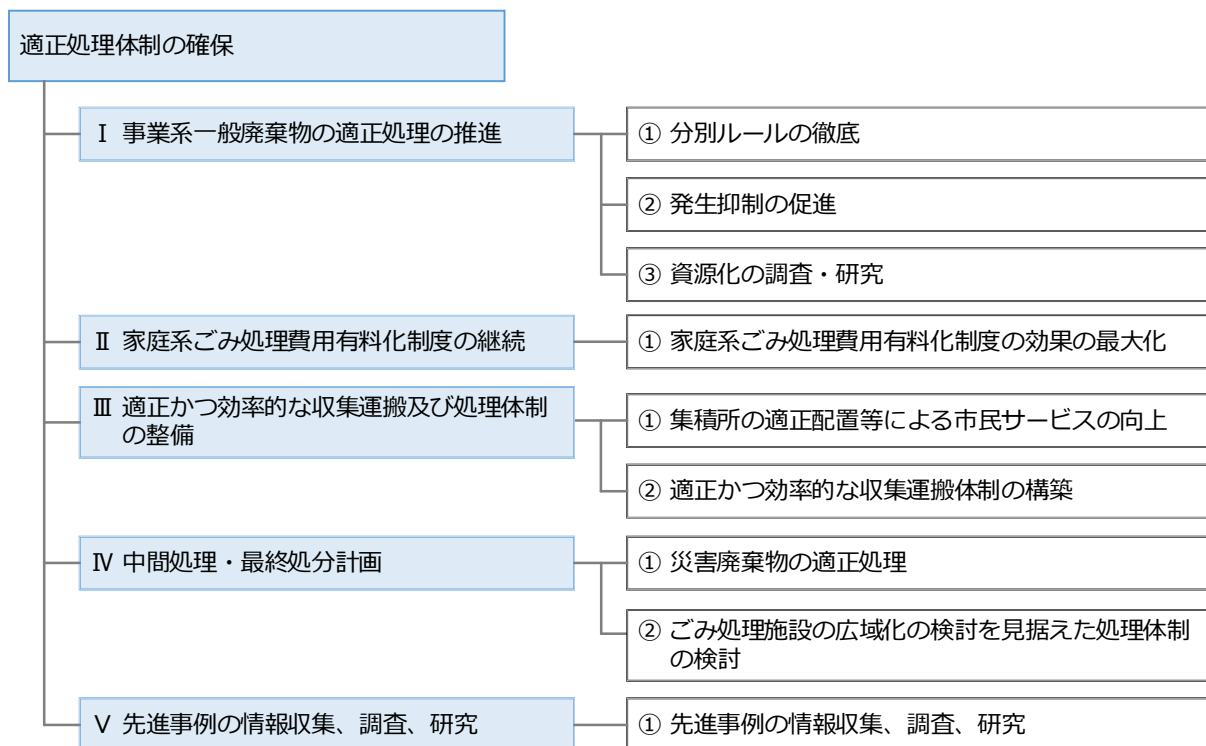 適正処理体制の確保
Ⅰ 事業系一般廃棄物の適正処理の推進
① 分別ルールの徹底
② 発生抑制の促進
③ 資源化の調査・研究
Ⅱ 家庭系ごみ処理費用有料化制度の継続
① 家庭系ごみ処理費用有料化制度の効果の最大化
Ⅲ 適正かつ効率的な収集運搬及び処理体制
の整備
① 集積所の適正配置等による市民サービスの向上
② 適正かつ効率的な収集運搬体制の構築
Ⅳ 中間処理・最終処分計画
① 災害廃棄物の適正処理
② ごみ処理施設の広域化の検討を見据えた処理体制
の検討
Ⅴ 先進事例の情報収集、調査、研究
① 先進事例の情報収集、調査、研究